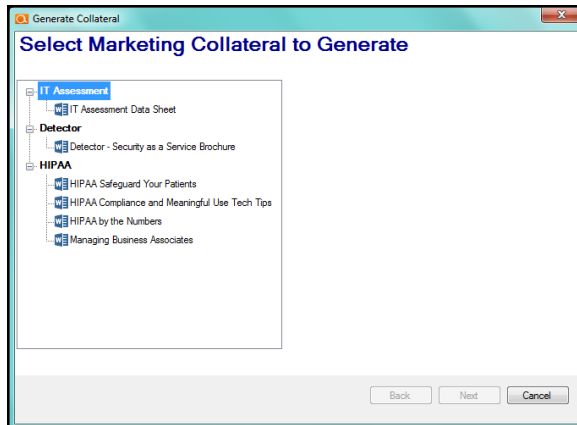 Generate Collateral
Select Marketing Collateral to Generate
IT Assessment
IT Assessment Data Sheet
Detector
Detector - Security as a Service Brochure
HIPAA
HIPAA Safeguard Your Patients
HIPAA Compliance and Meaningful Use Tech Tips
HIPAA by the Numbers
Managing Business Associates
Back Next Cancel